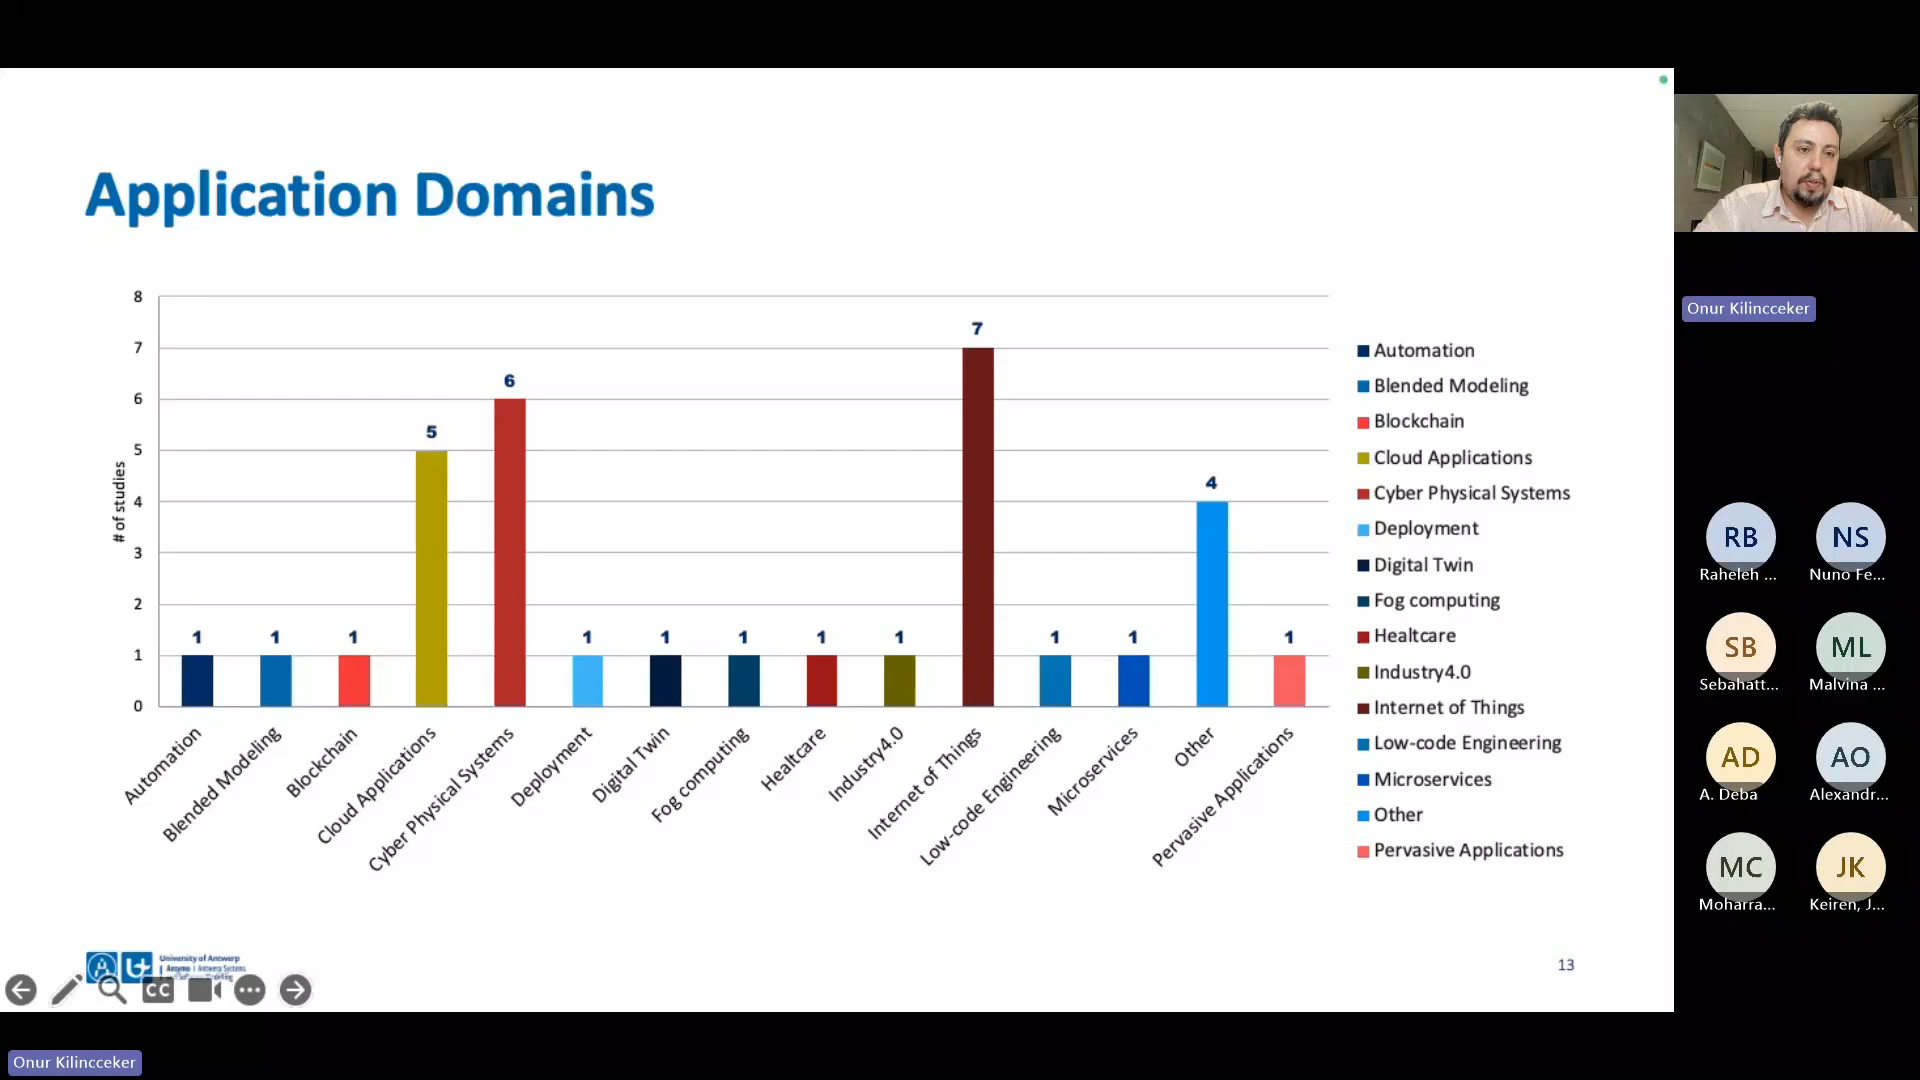 Application Domains
8
7
6
5
4
3
2
1
0
# of studies
1
1
1
5
6
1
1
1
1
1
7
1
1
4
1
Automation
Blended Modeling
Blockchain
Cloud Applications
Cyber Physical Systems
Deployment
Digital Twin
Fog computing
Healtcare
Industry4.0
Internet of Things
Low-code Engineering
Microservices
Other
Pervasive Applications
Automation
Blended Modeling
Blockchain
Cloud Applications
Cyber Physical Systems
Deployment
Digital Twin
Fog computing
Healtcare
Industry4.0
Internet of Things
Low-code Engineering
Microservices
Other
Pervasive Applications
University of Antwerp
Antwerp Systems
13
CC
Onur Kilincceker
RB
Raheleh ...
NS
Nuno Fe...
SB
Sebahatt...
ML
Malvina ...
AD
A. Deba
AO
Alexandr...
MC
Moharra...
JK
Keiren, J...
Onur Kilincceker